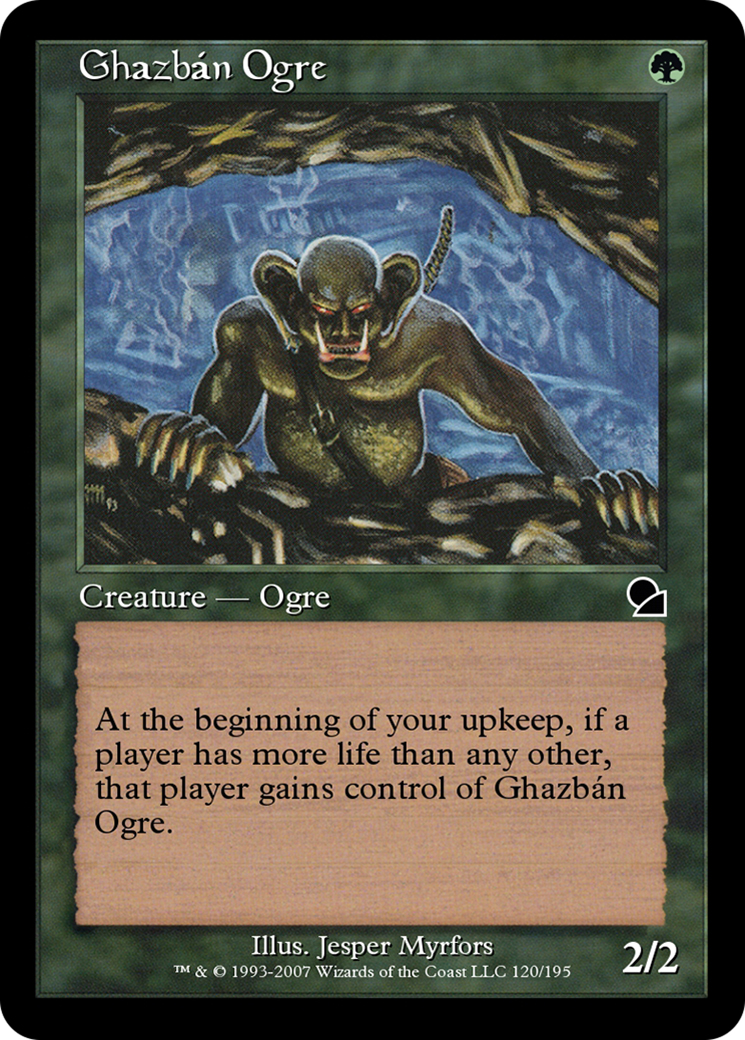 Ghazbán Ogre
Creature — Ogre
At the beginning of your upkeep, if a
player has more life than any other,
that player gains control of Ghazbán
Ogre.
Illus. Jesper Myrfors
™ & © 1993-2007 Wizards of the Coast LLC 120/195
2/2